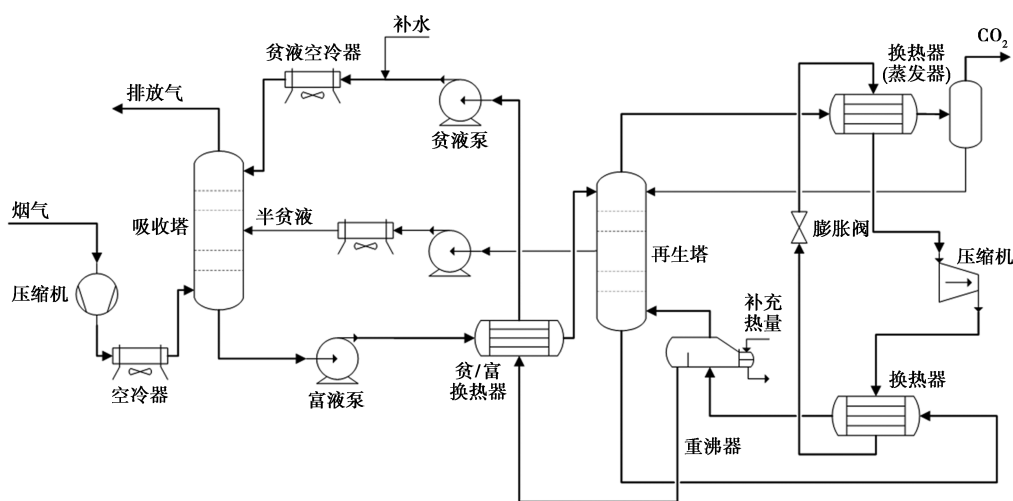 补水
贫液空冷器
排放气
贫液泵
烟气
吸收塔
半贫液
压缩机
空冷器
富液泵
贫/富
换热器
再生塔
补充
热量
重沸器
换热器
(蒸发器)
CO₂
膨胀阀
压缩机
换热器